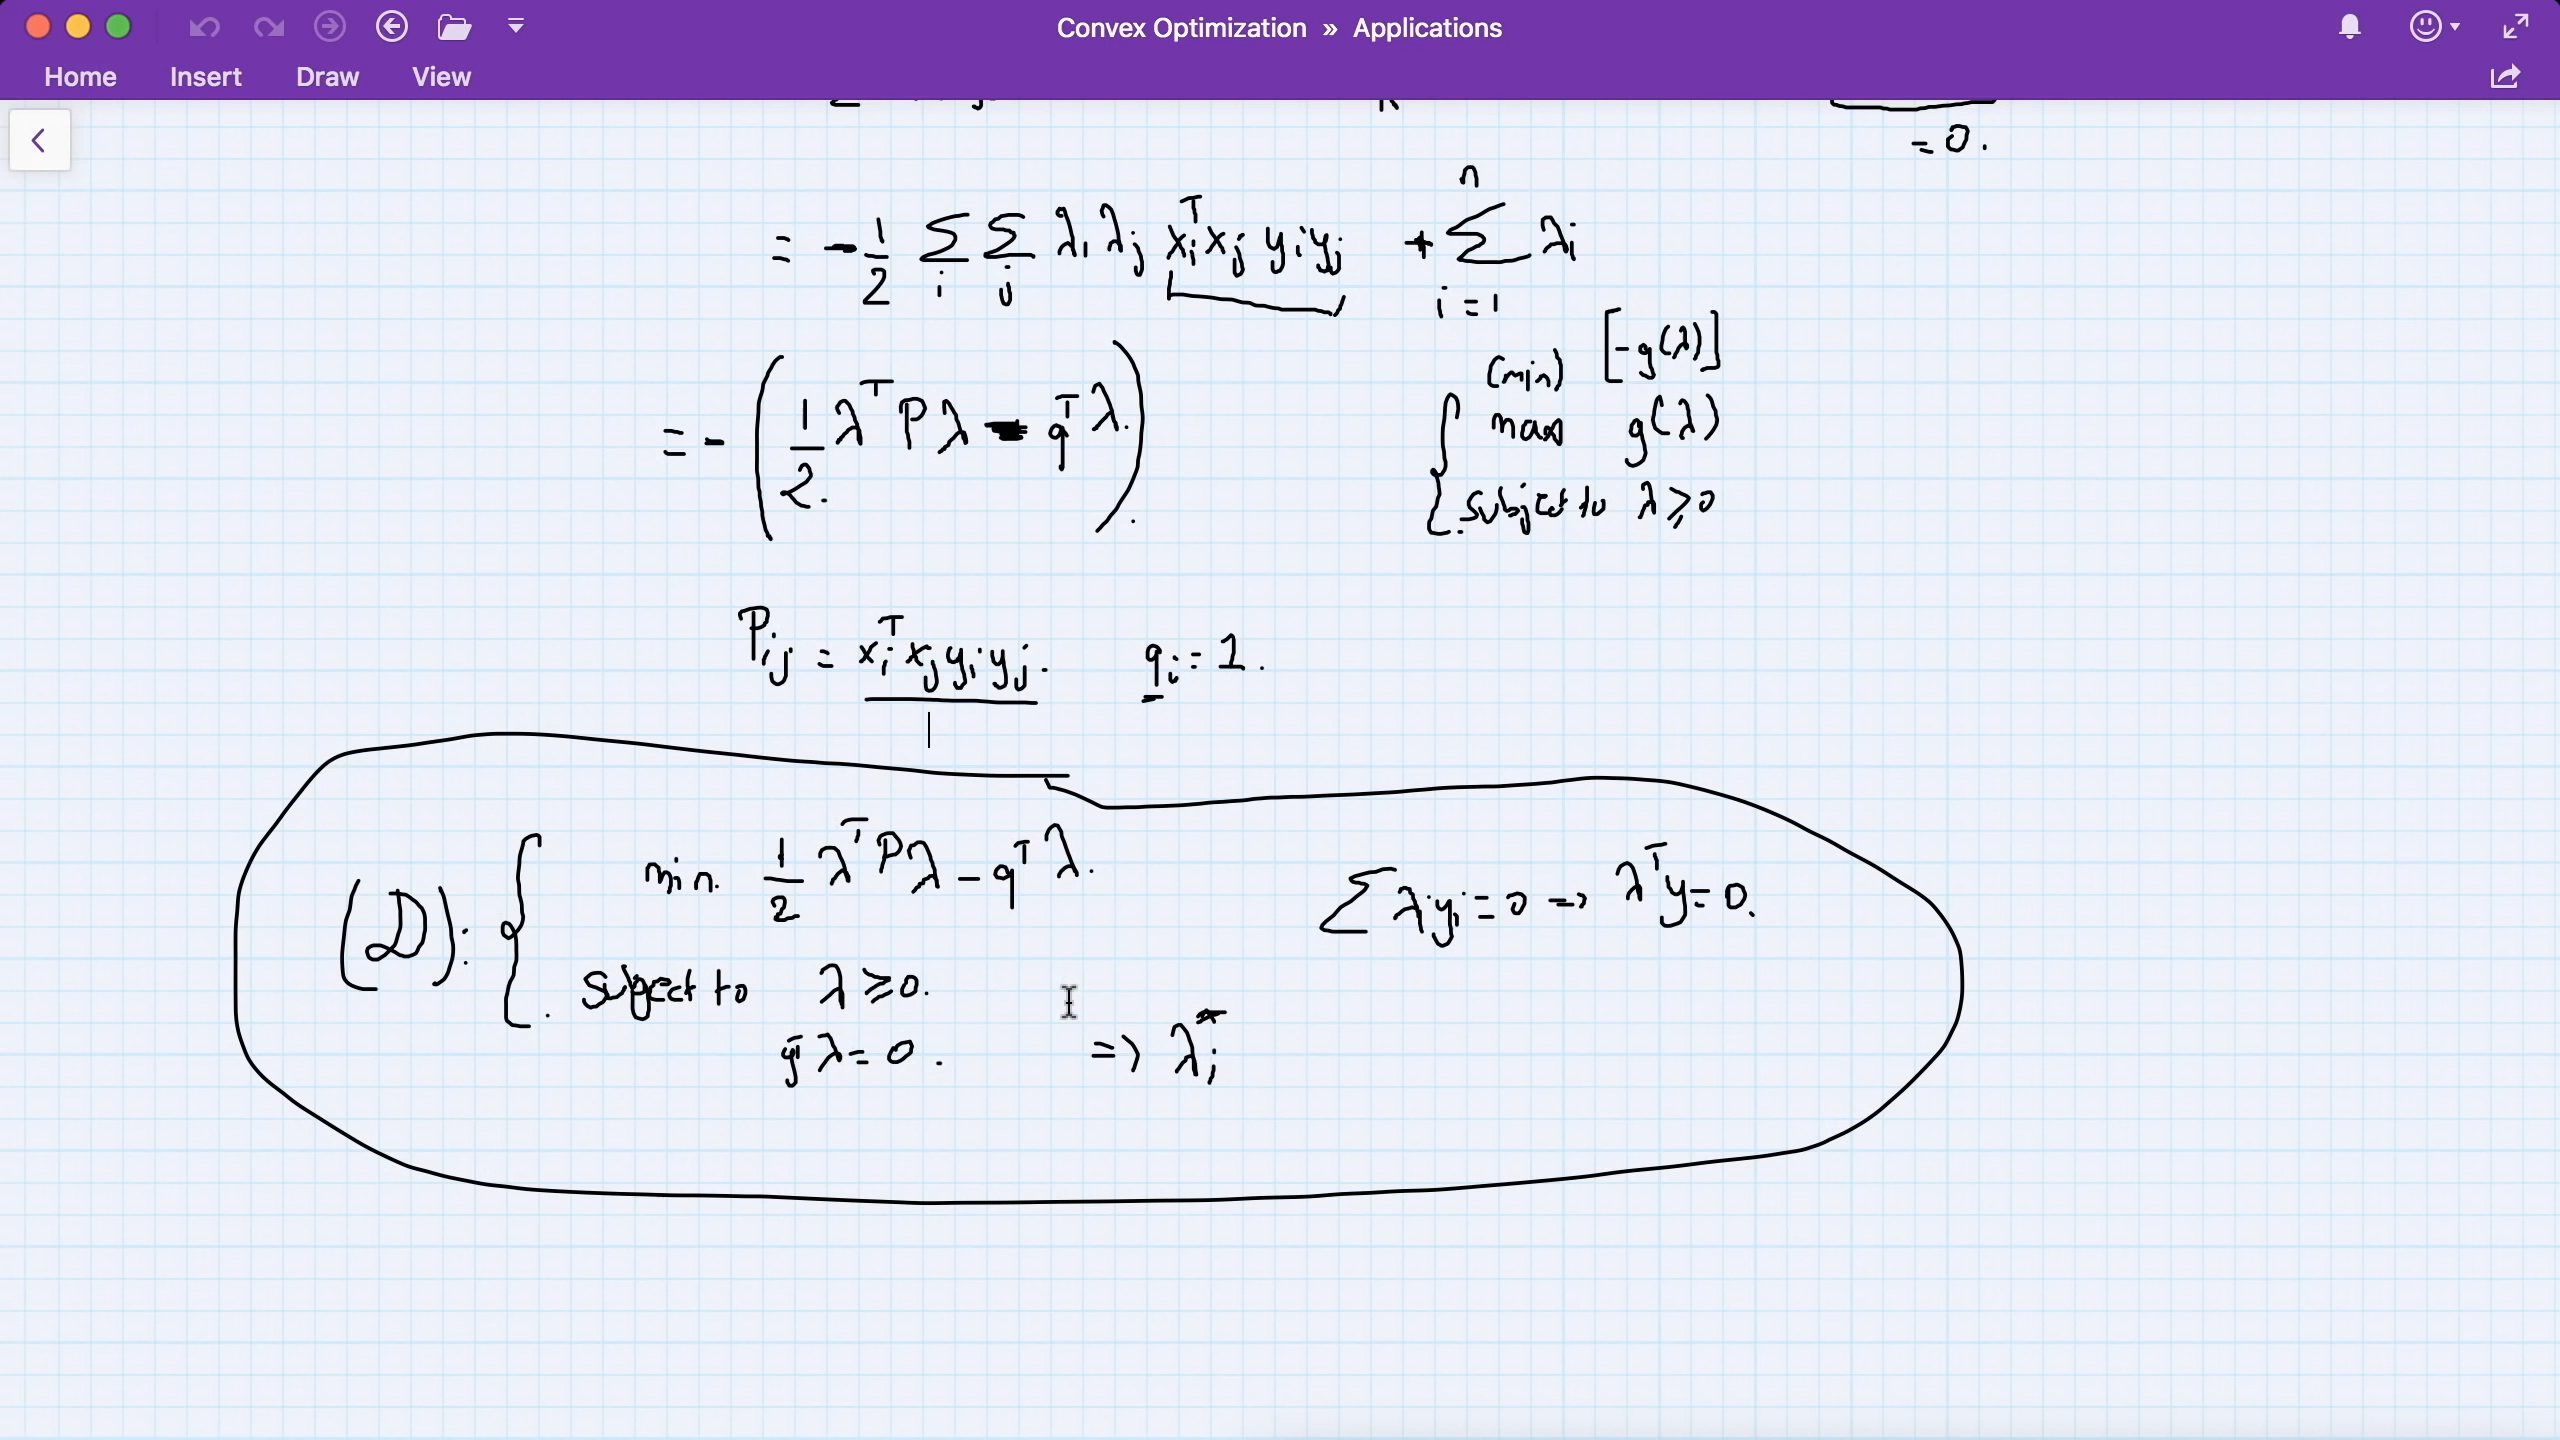 Convex Optimization » Applications
Home Insert Draw View
= 0.
= - 1/2 Σ_i Σ_j λ_i λ_j x_i^T x_j y_i y_j + Σ_{i=1}^n λ_i
= - ( 1/2 λ^T P λ - q^T λ. ) .
(min) [-g(λ)]
max g(λ)
subject to λ ⩾ 0
P_ij = x_i^T x_j y_i y_j . q_i = 1 .
(D): { min. 1/2 λ^T P λ - q^T λ.
Σ λ_i y_i = 0 => λ^T y = 0.
subject to λ ⩾ 0.
y^T λ = 0 . => λ_i^*